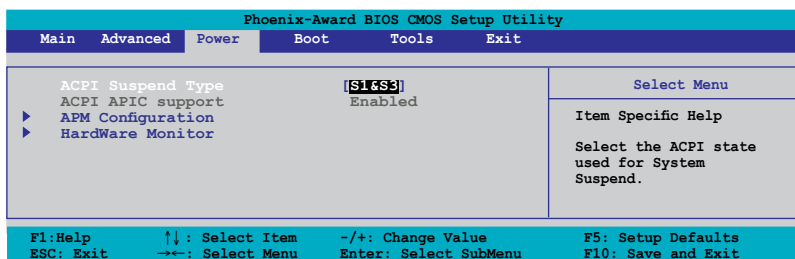 Phoenix-Award BIOS CMOS Setup Utility
Main Advanced Power Boot Tools Exit
ACPI Suspend Type [S1&S3]
ACPI APIC support Enabled
APM Configuration
HardWare Monitor
Select Menu
Item Specific Help
Select the ACPI state
used for System
Suspend.
F1:Help ↑↓: Select Item -/+: Change Value F5: Setup Defaults
ESC: Exit →←: Select Menu Enter: Select SubMenu F10: Save and Exit